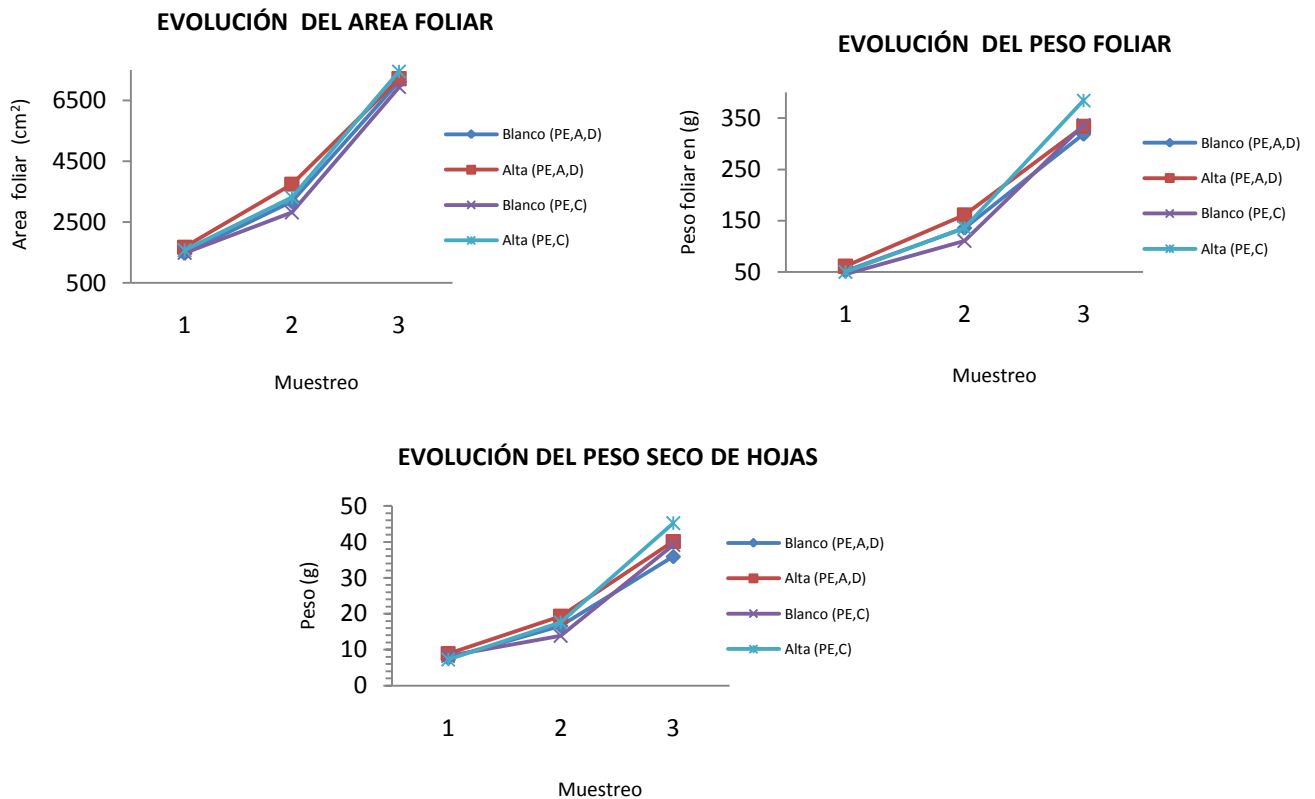 EVOLUCIÓN DEL AREA FOLIAR
Area foliar (cm²)
6500
4500
2500
500
1 2 3
Muestreo
Blanco (PE,A,D)
Alta (PE,A,D)
Blanco (PE,C)
Alta (PE,C)
EVOLUCIÓN DEL PESO FOLIAR
Peso foliar en (g)
350
250
150
50
1 2 3
Muestreo
Blanco (PE,A,D)
Alta (PE,A,D)
Blanco (PE,C)
Alta (PE,C)
EVOLUCIÓN DEL PESO SECO DE HOJAS
Peso (g)
50
40
30
20
10
0
1 2 3
Muestreo
Blanco (PE,A,D)
Alta (PE,A,D)
Blanco (PE,C)
Alta (PE,C)